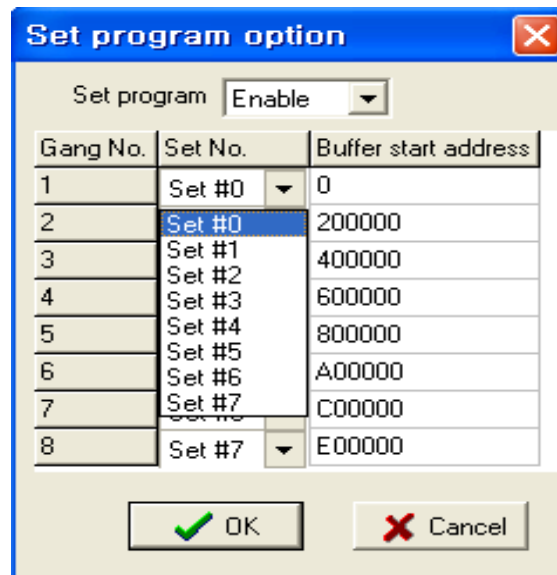 Set program option
Set program Enable
Gang No. Set No. Buffer start address
1 Set #0 0
2 Set #0 200000
3 Set #1 400000
Set #2
4 Set #3 600000
5 Set #4 800000
Set #5
6 Set #6 A00000
7 Set #7 C00000
8 Set #7 E00000
OK Cancel